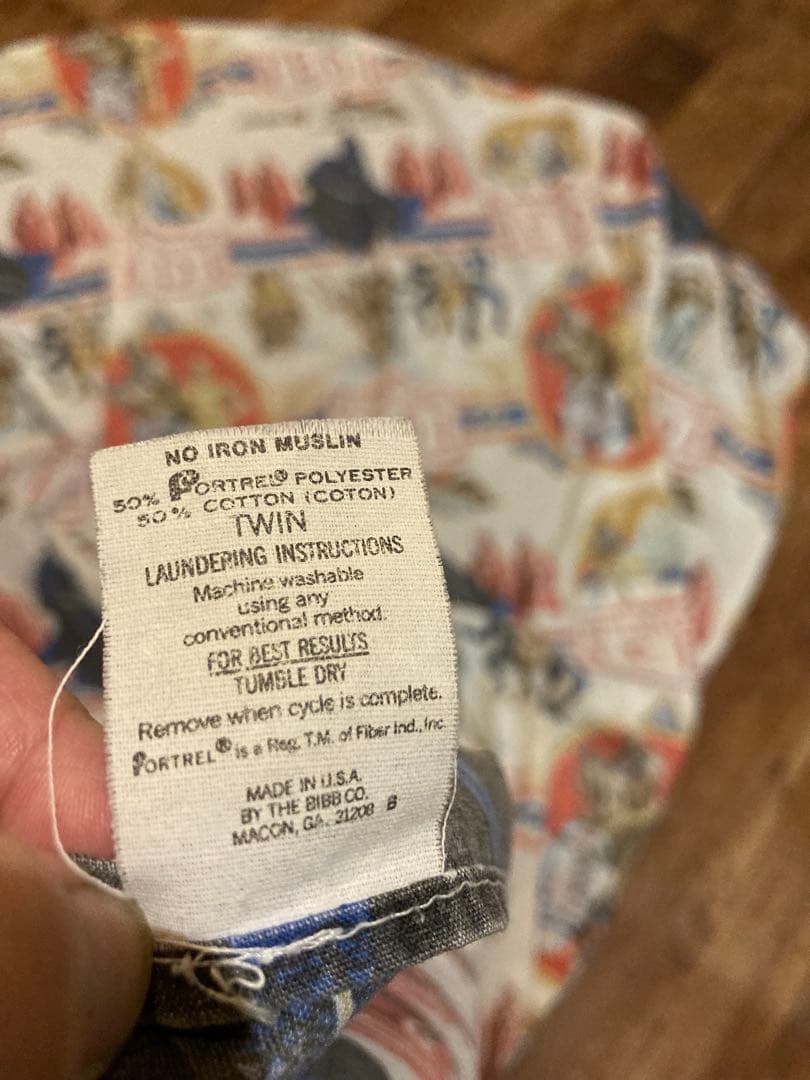 NO IRON MUSLIN
50% PORTREL® POLYESTER
50% COTTON (COTON)
TWIN
LAUNDERING INSTRUCTIONS
Machine washable
using any
conventional method.
FOR BEST RESULTS
TUMBLE DRY
Remove when cycle is complete.
PORTREL® is a Reg. T.M. of Fiber Ind., Inc.
MADE IN U.S.A.
BY THE BIBB CO.
MACON, GA. 31208 B